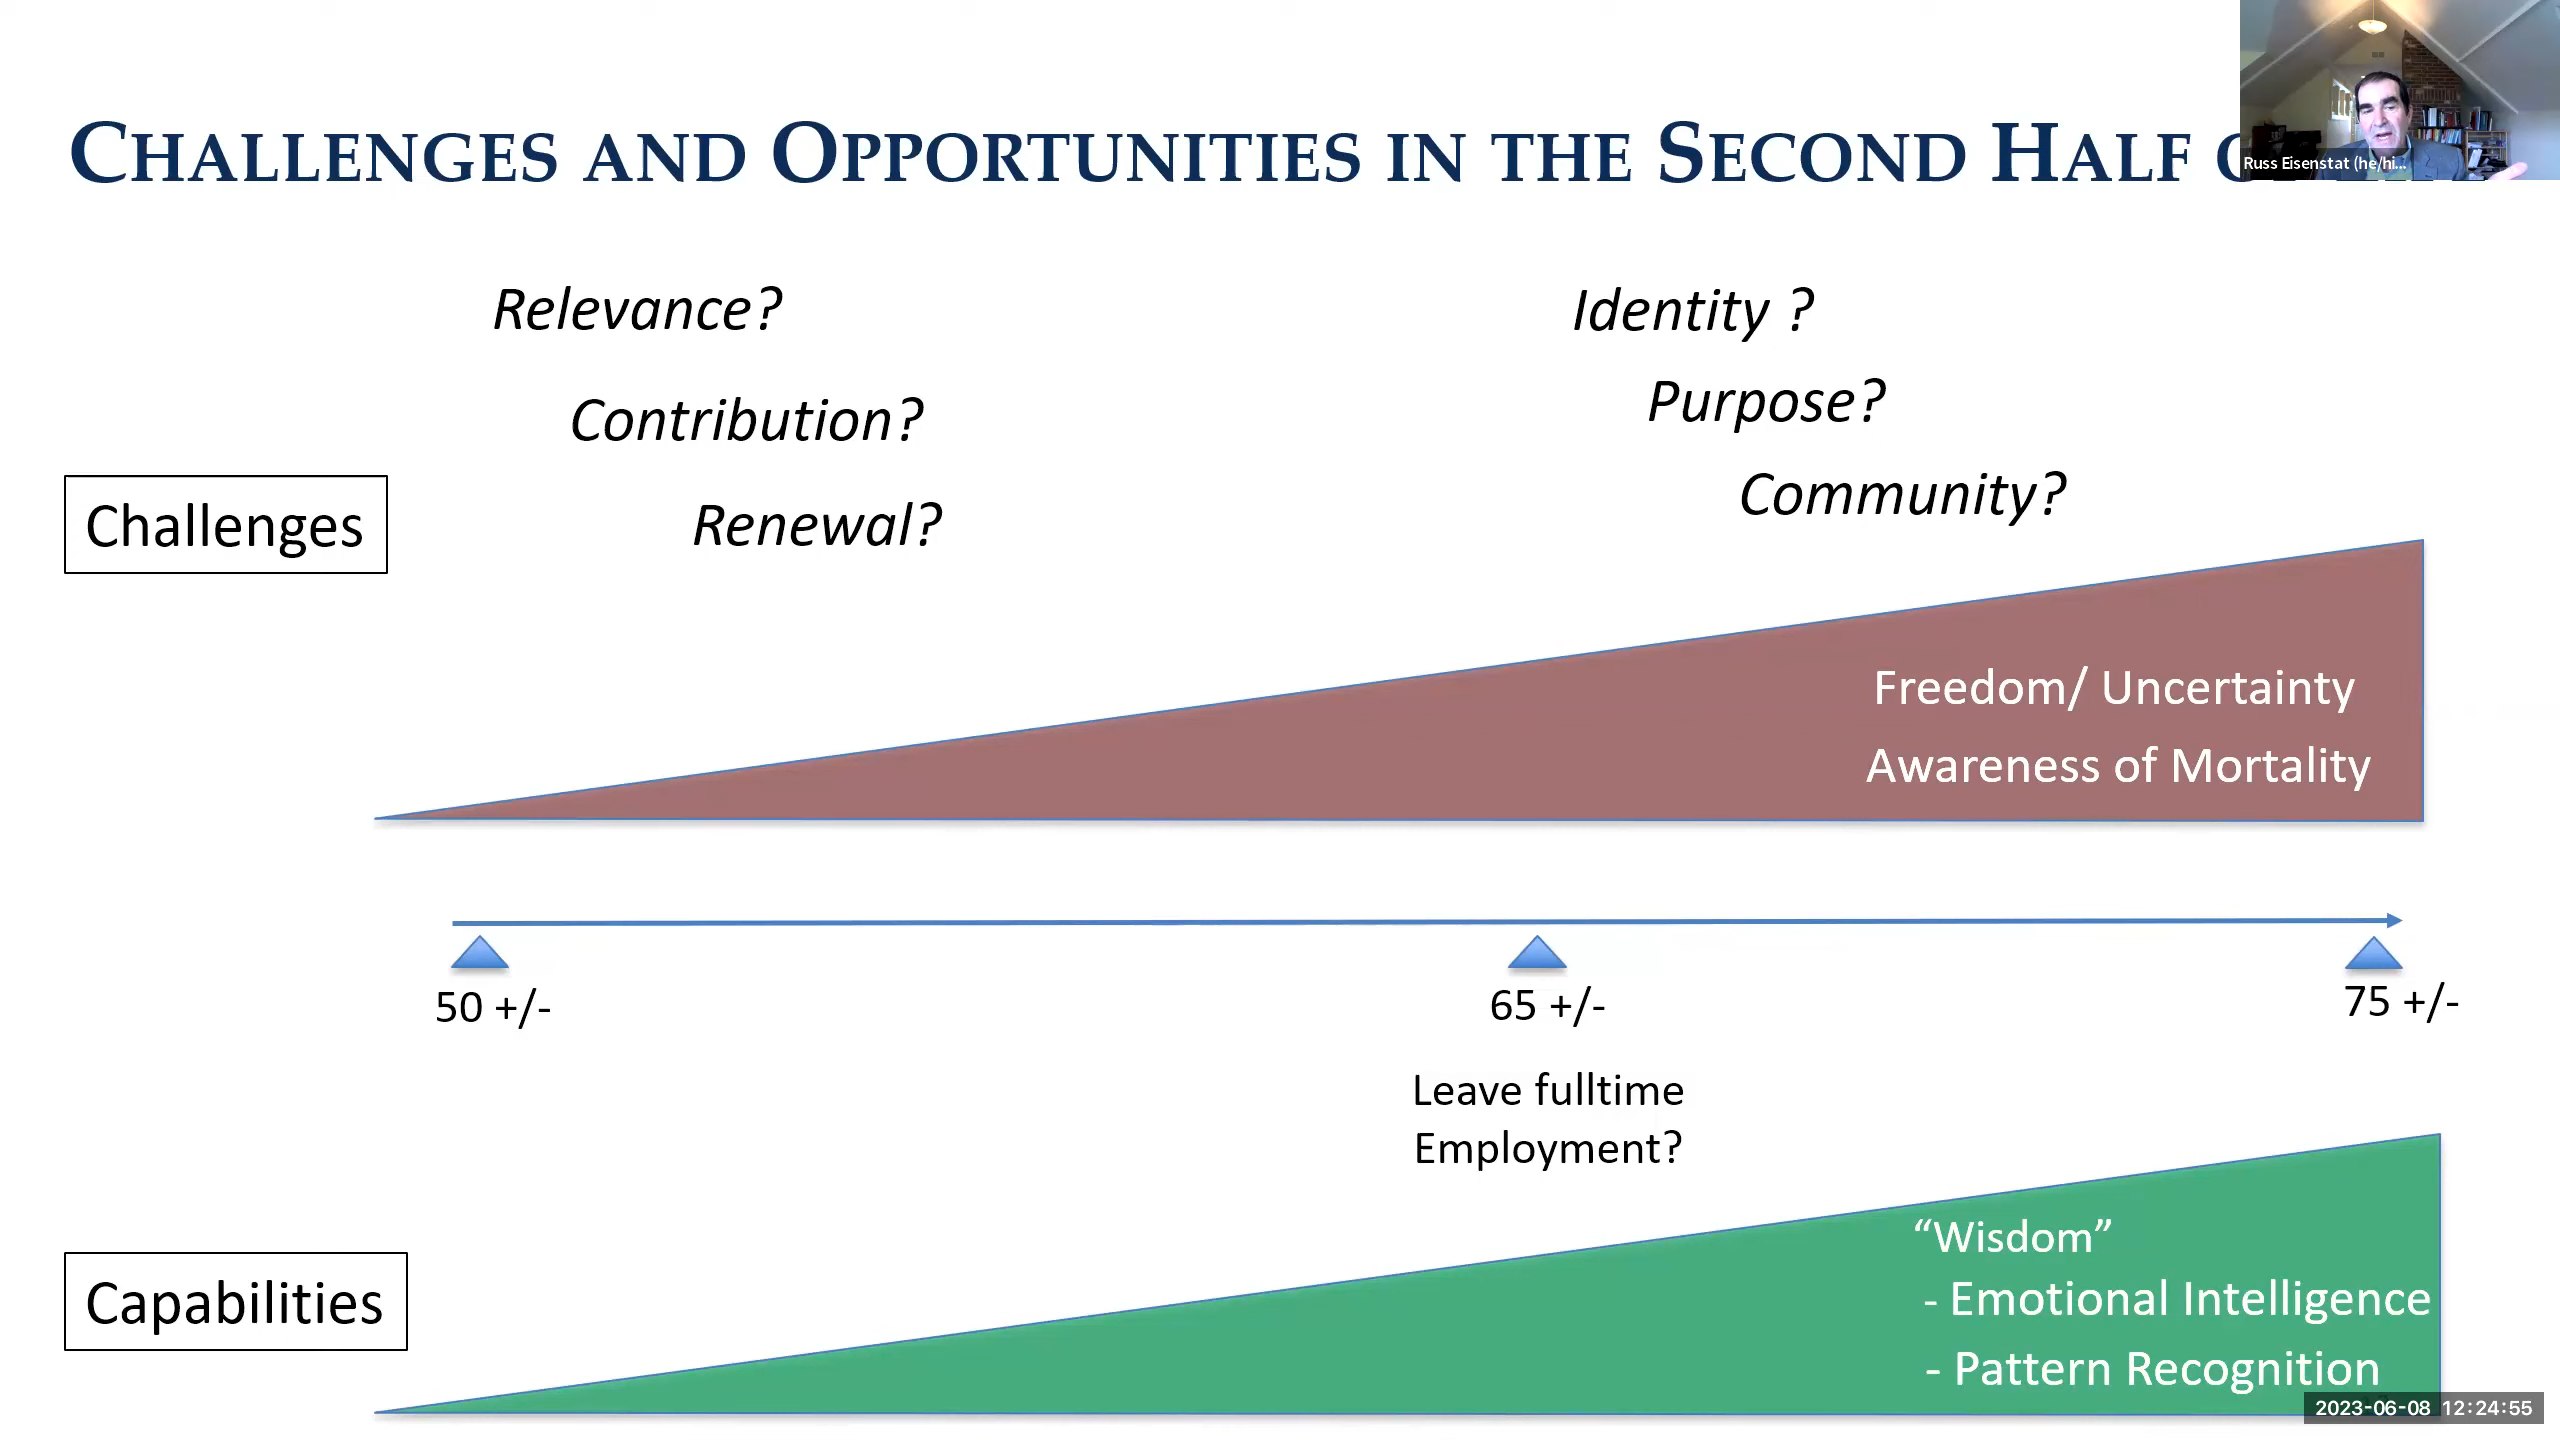 CHALLENGES AND OPPORTUNITIES IN THE SECOND HALF
Russ Eisenstat (he/hi...
Relevance?
Contribution?
Renewal?
Identity ?
Purpose?
Community?
Challenges
Freedom/ Uncertainty
Awareness of Mortality
50 +/-
65 +/-
75 +/-
Leave fulltime
Employment?
Capabilities
“Wisdom”
- Emotional Intelligence
- Pattern Recognition
2023-06-08 12:24:55